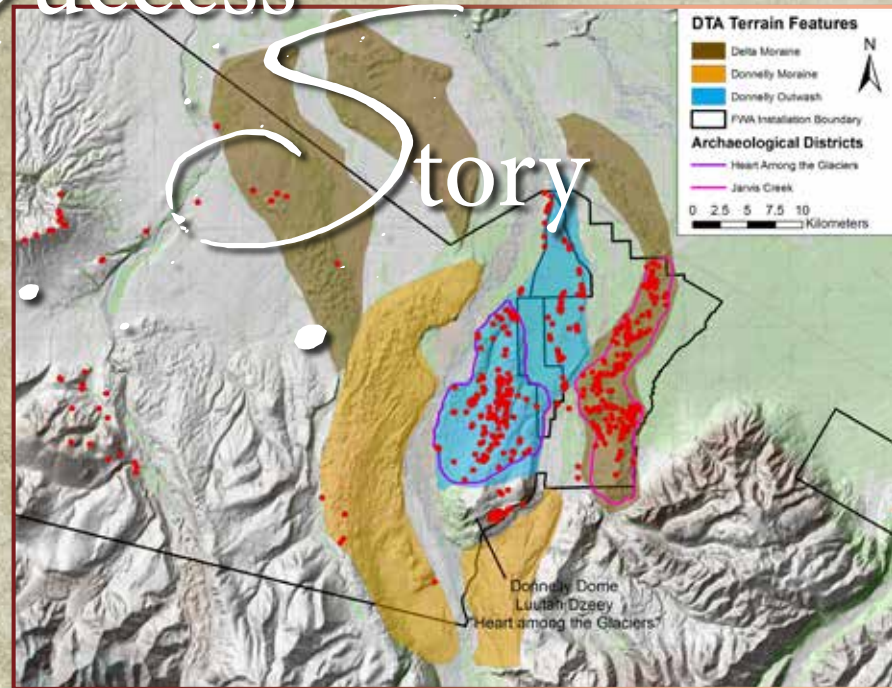 uccess
Story
DTA Terrain Features
Delta Moraine
Donnelly Moraine
Donnelly Outwash
FWA Installation Boundary
Archaeological Districts
Heart Among the Glaciers
Jarvis Creek
0 2.5 5 7.5 10
Kilometers
N
Donnelly Dome
Luutah Dzeey
"Heart among the Glaciers"